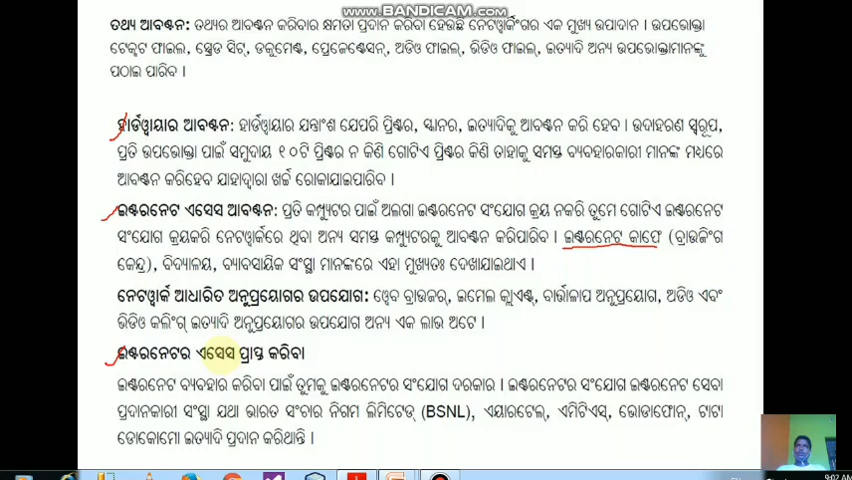 www.BANDICAM.com
ତଥ୍ୟ ଆବଣ୍ଟନ: ତଥ୍ୟର ଆବଣ୍ଟନ କରିବାର କ୍ଷମତା ପ୍ରଦାନ କରିବା ହେଉଛି ନେଟୱାର୍କିଂଗର ଏକ ମୁଖ୍ୟ ଉପାଦାନ । ଉପଭୋକ୍ତା
ଟେକ୍ସଟ ଫାଇଲ, ସ୍ପ୍ରେଡ ସିଟ୍, ଡକୁମେଣ୍ଟ, ପ୍ରେଜେଣ୍ଟେସନ୍, ଅଡିଓ ଫାଇଲ୍, ଭିଡିଓ ଫାଇଲ୍, ଇତ୍ୟାଦି ଅନ୍ୟ ଉପଭୋକ୍ତାମାନଙ୍କୁ
ପଠାଇ ପାରିବ ।
ହାର୍ଡୱାୟାର ଆବଣ୍ଟନ: ହାର୍ଡୱାୟାର ଯନ୍ତ୍ରାଂଶ ଯେପରି ପ୍ରିଣ୍ଟର, ସ୍କାନର, ଇତ୍ୟାଦିକୁ ଆବଣ୍ଟନ କରି ହେବ । ଉଦାହରଣ ସ୍ୱରୂପ,
ପ୍ରତି ଉପଭୋକ୍ତା ପାଇଁ ସମୁଦାୟ ୧୦ଟି ପ୍ରିଣ୍ଟର ନ କିଣି ଗୋଟିଏ ପ୍ରିଣ୍ଟର କିଣି ତାହାକୁ ସମସ୍ତ ବ୍ୟବହାରକାରୀ ମାନଙ୍କ ମଧ୍ୟରେ
ଆବଣ୍ଟନ କରିହେବ ଯାହାଦ୍ୱାରା ଖର୍ଚ୍ଚ ରୋକାଯାଇପାରିବ ।
ଇଣ୍ଟରନେଟ ଏସେସ ଆବଣ୍ଟନ: ପ୍ରତି କମ୍ପ୍ୟୁଟର ପାଇଁ ଅଲଗା ଇଣ୍ଟରନେଟ ସଂଯୋଗ କ୍ରୟ ନକରି ତୁମେ ଗୋଟିଏ ଇଣ୍ଟରନେଟ
ସଂଯୋଗ କ୍ରୟକରି ନେଟୱାର୍କରେ ଥିବା ଅନ୍ୟ ସମସ୍ତ କମ୍ପ୍ୟୁଟରକୁ ଆବଣ୍ଟନ କରିପାରିବ । ଇଣ୍ଟରନେଟ କାଫେ (ବ୍ରାଉଜିଂଗ
କେନ୍ଦ୍ର), ବିଦ୍ୟାଳୟ, ବ୍ୟାବସାୟିକ ସଂସ୍ଥା ମାନଙ୍କରେ ଏହା ମୁଖ୍ୟତଃ ଦେଖାଯାଇଥାଏ ।
ନେଟୱାର୍କ ଆଧାରିତ ଅନୁପ୍ରୟୋଗର ଉପଯୋଗ: ୱେବ ବ୍ରାଉଜର୍, ଇମେଲ କ୍ଲାଏଣ୍ଟ, ବାର୍ତ୍ତାଳାପ ଅନୁପ୍ରୟୋଗ, ଅଡିଓ ଏବଂ
ଭିଡିଓ କଲିଂଗ୍ ଇତ୍ୟାଦି ଅନୁପ୍ରୟୋଗର ଉପଯୋଗ ଅନ୍ୟ ଏକ ଲାଭ ଅଟେ ।
ଇଣ୍ଟରନେଟର ଏସେସ ପ୍ରାପ୍ତ କରିବା
ଇଣ୍ଟରନେଟ ବ୍ୟବହାର କରିବା ପାଇଁ ତୁମକୁ ଇଣ୍ଟରନେଟର ସଂଯୋଗ ଦରକାର । ଇଣ୍ଟରନେଟର ସଂଯୋଗ ଇଣ୍ଟରନେଟ ସେବା
ପ୍ରଦାନକାରୀ ସଂସ୍ଥା ଯଥା ଭାରତ ସଂଚାର ନିଗମ ଲିମିଟେଡ୍ (BSNL), ଏୟାରଟେଲ୍, ଏମିଟିଏସ୍, ଭୋଡାଫୋନ୍, ଟାଟା
ଡୋକୋମୋ ଇତ୍ୟାଦି ପ୍ରଦାନ କରିଥାନ୍ତି ।
9:02 AM